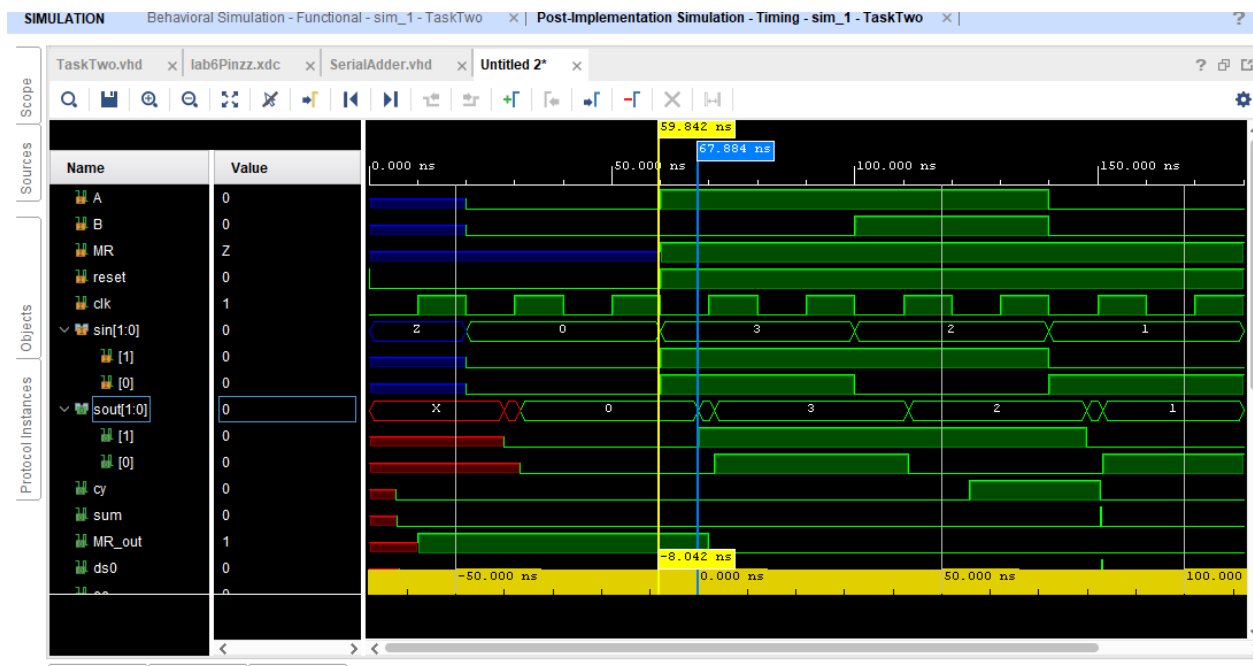 SIMULATION Behavioral Simulation - Functional - sim_1 - TaskTwo × Post-Implementation Simulation - Timing - sim_1 - TaskTwo × ?
TaskTwo.vhd × lab6Pinzz.xdc × SerialAdder.vhd × Untitled 2* × ?
Scope
Sources
Objects
Protocol Instances
59.842 ns
67.884 ns
Name Value 0.000 ns 50.000 ns 100.000 ns 150.000 ns
A 0
B 0
MR Z
reset 0
clk 1
sin[1:0] 0 Z 0 3 2 1
[1] 0
[0] 0
sout[1:0] 0 X 0 3 2 1
[1] 0
[0] 0
cy 0
sum 0
MR_out 1
-8.042 ns
ds0 0
-50.000 ns 0.000 ns 50.000 ns 100.000